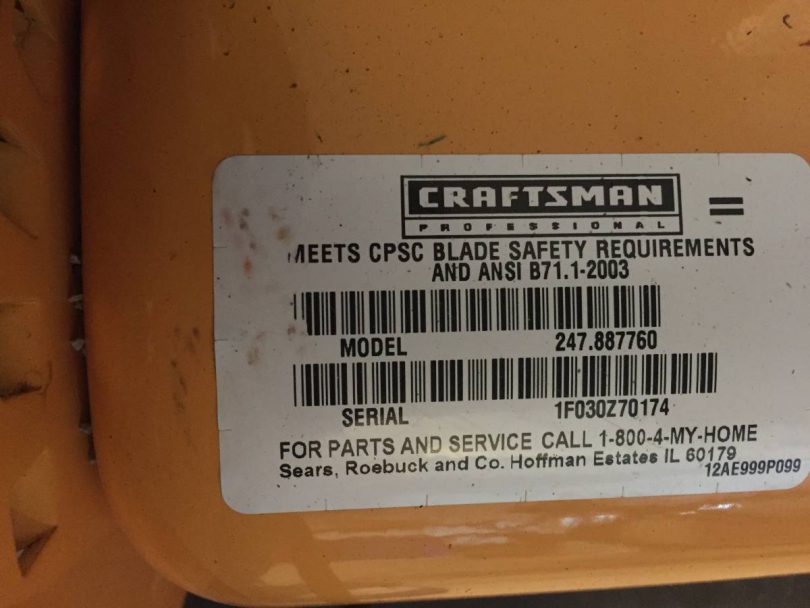 CRAFTSMAN
PROFESSIONAL
MEETS CPSC BLADE SAFETY REQUIREMENTS
AND ANSI B71.1-2003
MODEL 247.887760
SERIAL 1F030Z70174
FOR PARTS AND SERVICE CALL 1-800-4-MY-HOME
Sears, Roebuck and Co. Hoffman Estates IL 60179
12AE999P099